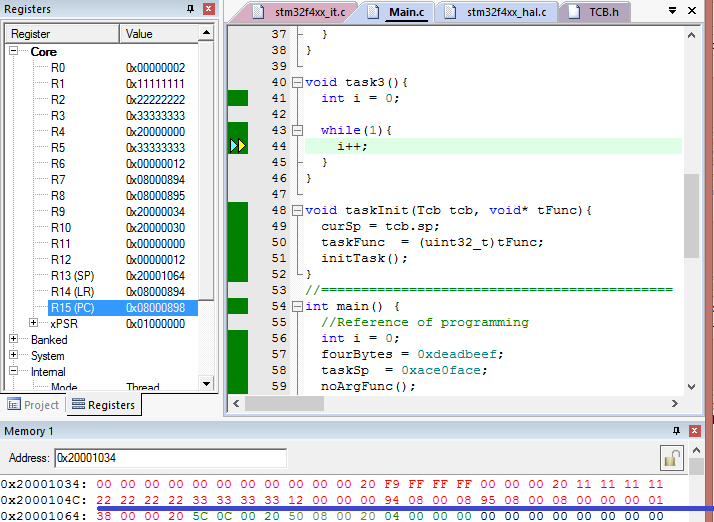 Registers
Register Value
Core
R0 0x00000002
R1 0x11111111
R2 0x22222222
R3 0x33333333
R4 0x20000000
R5 0x33333333
R6 0x00000012
R7 0x08000894
R8 0x08000895
R9 0x20000034
R10 0x20000030
R11 0x00000000
R12 0x00000012
R13 (SP) 0x20001064
R14 (LR) 0x08000894
R15 (PC) 0x08000898
xPSR 0x01000000
Banked
System
Internal
Mode Thread
Project Registers
stm32f4xx_it.c Main.c stm32f4xx_hal.c TCB.h
37 }
38 }
39
40 void task3(){
41 int i = 0;
42
43 while(1){
44 i++;
45 }
46 }
47
48 void taskInit(Tcb tcb, void* tFunc){
49 curSp = tcb.sp;
50 taskFunc = (uint32_t)tFunc;
51 initTask();
52 }
53 //============================================
54 int main() {
55 //Reference of programming
56 int i = 0;
57 fourBytes = 0xdeadbeef;
58 taskSp = 0xace0face;
59 noArgFunc();
Memory 1
Address: 0x20001034
0x20001034: 00 00 00 00 00 00 00 00 00 00 00 20 F9 FF FF FF 00 00 00 20 11 11 11 11
0x2000104C: 22 22 22 22 33 33 33 33 12 00 00 00 94 08 00 08 95 08 00 08 00 00 00 01
0x20001064: 38 00 00 20 5C 0C 00 20 50 08 00 20 04 00 00 00 00 00 00 00 00 00 00 00